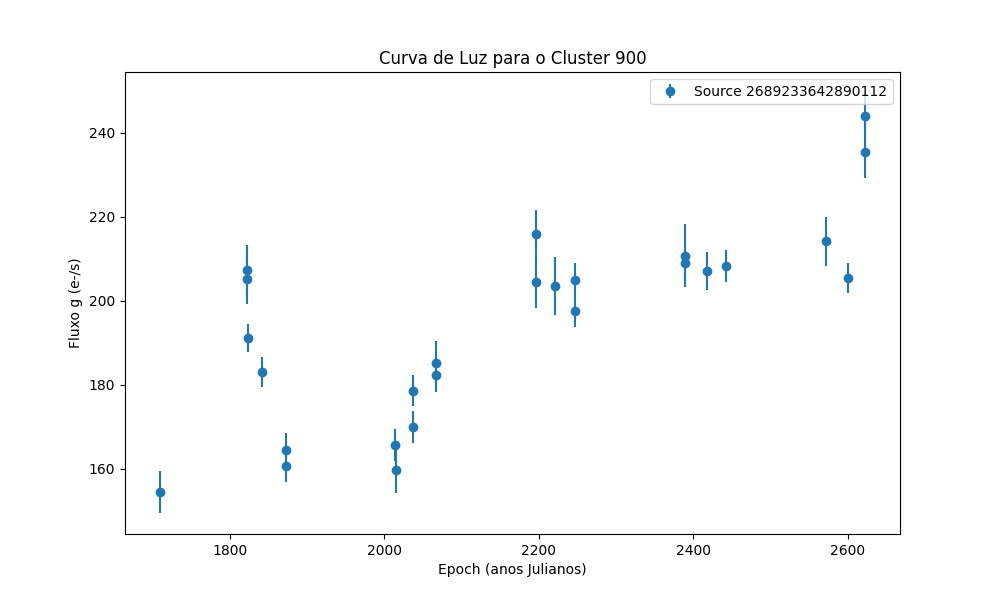 Curva de Luz para o Cluster 900
Source 2689233642890112
240
220
200
180
160
Fluxo g (e-/s)
1800
2000
2200
2400
2600
Epoch (anos Julianos)